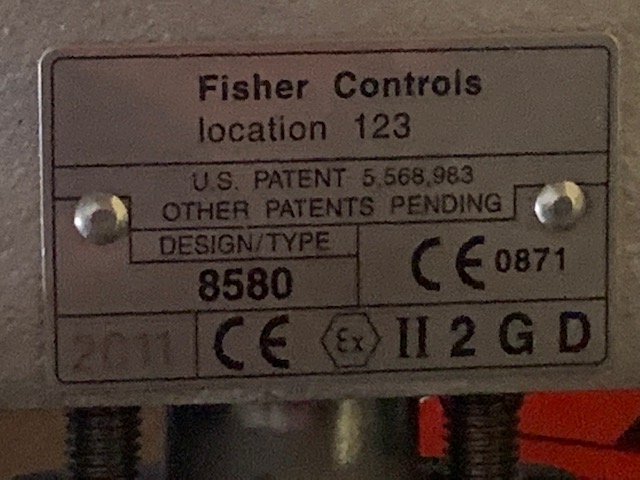 Fisher Controls
location 123
U.S. PATENT 5,568,983
OTHER PATENTS PENDING
DESIGN/TYPE
8580
CE 0871
2011
CE Ex II 2 G D